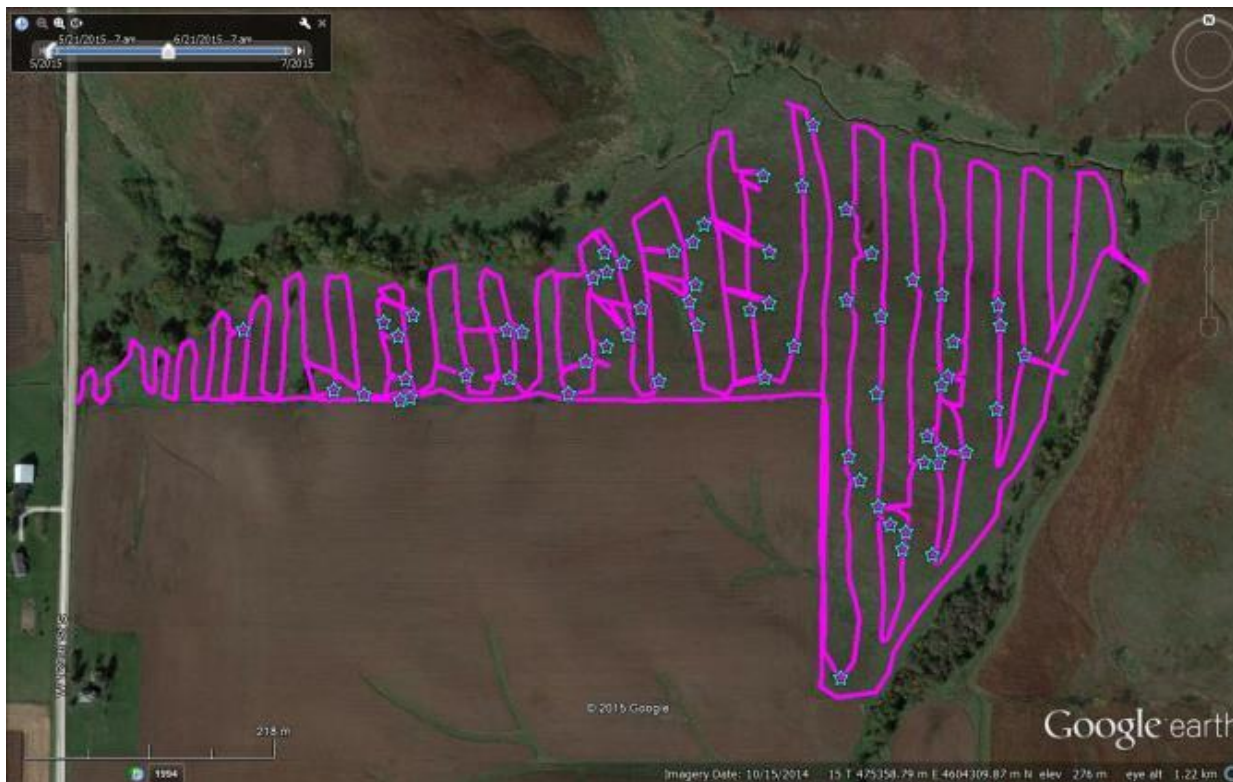 5/21/2015 7 am
6/21/2015 7 am
5/2015
7/2015
N
© 2015 Google
218 m
Google earth
1994
Imagery Date: 10/15/2014 15 T 475358.79 m E 4604309.87 m N elev 276 m eye alt 1.22 km